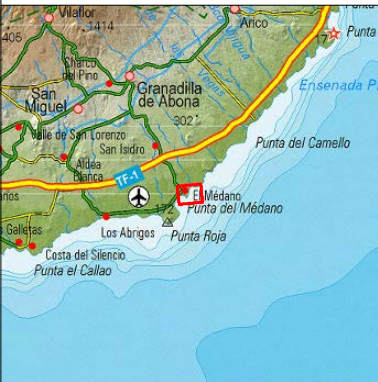 Vilaflor
1414
Arico
Punta
405
Charco
del Pino
17
Granadilla
de Abona
Ensenada P
San
Miguel
302
Valle de San Lorenzo
San Isidro
Punta del Camello
Aldea
Blanca
TF-1
anos
El Médano
172
Punta del Médano
Galletas
Los Abrigos
Punta Roja
Costa del Silencio
Punta el Callao